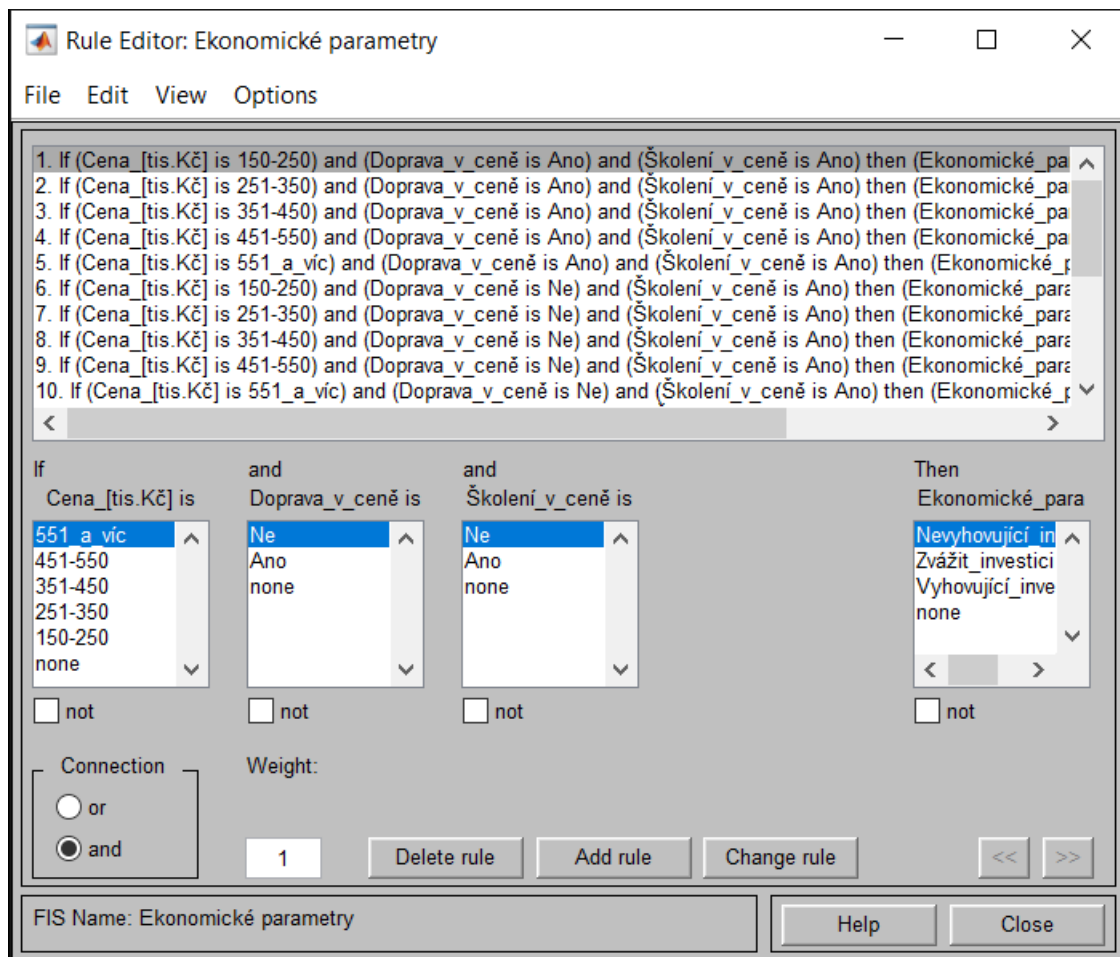 Rule Editor: Ekonomické parametry
File Edit View Options
1. If (Cena_[tis.Kč] is 150-250) and (Doprava_v_ceně is Ano) and (Školení_v_ceně is Ano) then (Ekonomické_pa
2. If (Cena_[tis.Kč] is 251-350) and (Doprava_v_ceně is Ano) and (Školení_v_ceně is Ano) then (Ekonomické_pa
3. If (Cena_[tis.Kč] is 351-450) and (Doprava_v_ceně is Ano) and (Školení_v_ceně is Ano) then (Ekonomické_pa
4. If (Cena_[tis.Kč] is 451-550) and (Doprava_v_ceně is Ano) and (Školení_v_ceně is Ano) then (Ekonomické_pa
5. If (Cena_[tis.Kč] is 551_a_víc) and (Doprava_v_ceně is Ano) and (Školení_v_ceně is Ano) then (Ekonomické_p
6. If (Cena_[tis.Kč] is 150-250) and (Doprava_v_ceně is Ne) and (Školení_v_ceně is Ano) then (Ekonomické_para
7. If (Cena_[tis.Kč] is 251-350) and (Doprava_v_ceně is Ne) and (Školení_v_ceně is Ano) then (Ekonomické_para
8. If (Cena_[tis.Kč] is 351-450) and (Doprava_v_ceně is Ne) and (Školení_v_ceně is Ano) then (Ekonomické_para
9. If (Cena_[tis.Kč] is 451-550) and (Doprava_v_ceně is Ne) and (Školení_v_ceně is Ano) then (Ekonomické_para
10. If (Cena_[tis.Kč] is 551_a_víc) and (Doprava_v_ceně is Ne) and (Školení_v_ceně is Ano) then (Ekonomické_p
If and and Then
Cena_[tis.Kč] is Doprava_v_ceně is Školení_v_ceně is Ekonomické_para
551_a_víc Ne Ne Nevyhovující_in
451-550 Ano Ano Zvážit_investici
351-450 none none Vyhovující_inve
251-350 none
150-250
none
not not not not
Connection Weight:
or
and 1 Delete rule Add rule Change rule << >>
FIS Name: Ekonomické parametry Help Close